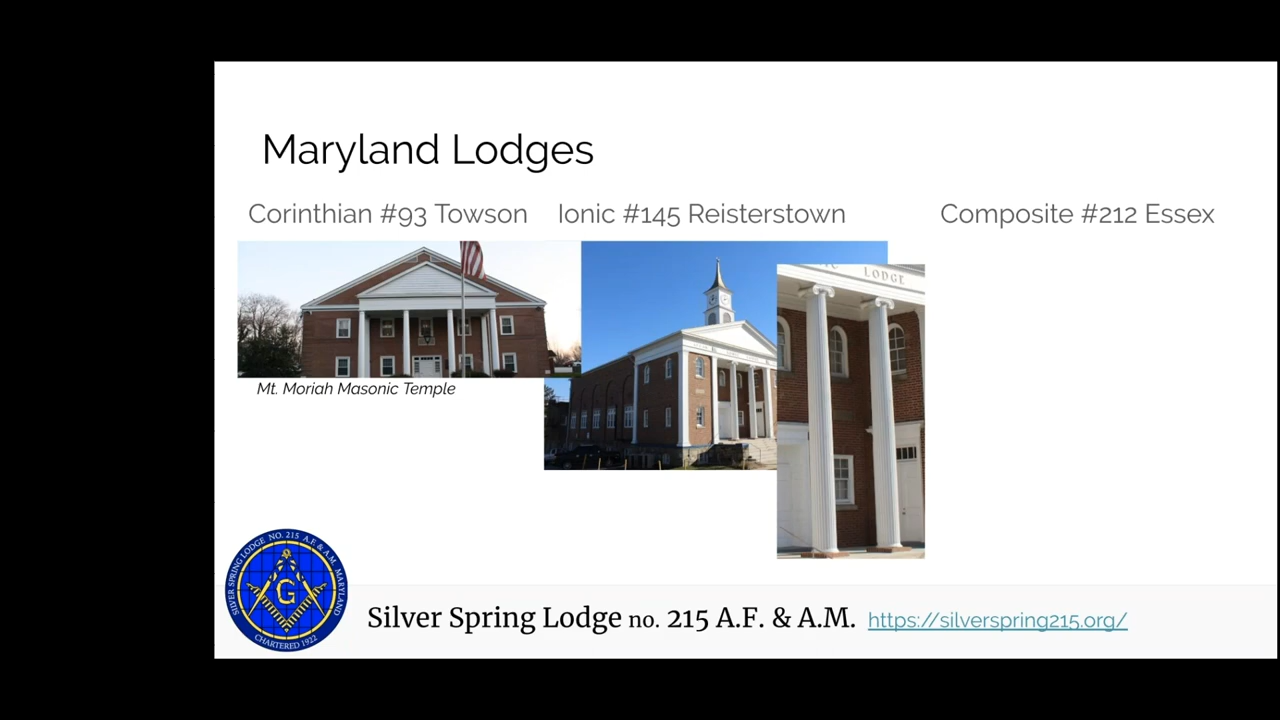 Maryland Lodges
Corinthian #93 Towson
Ionic #145 Reisterstown
Composite #212 Essex
LODGE
Mt. Moriah Masonic Temple
SILVER SPRING LODGE NO. 215 A.F. & A.M. MARYLAND
G
CHARTERED 1922
Silver Spring Lodge no. 215 A.F. & A.M.
https://silverspring215.org/